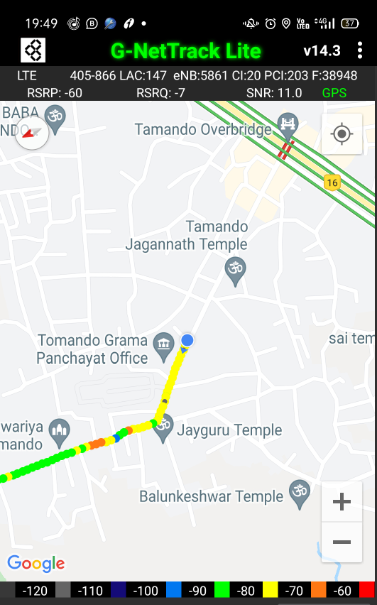 19:49
37
G-NetTrack Lite
v14.3
LTE 405-866 LAC:147 eNB:5861 CI:20 PCI:203 F:38948
RSRP: -60 RSRQ: -7 SNR: 11.0 GPS
BABA
Tamando Overbridge
16
Tamando
Jagannath Temple
Tomando Grama
Panchayat Office
sai tem
wariya
mando
Jayguru Temple
Balunkeshwar Temple
+
−
Google
-120 -110 -100 -90 -80 -70 -60